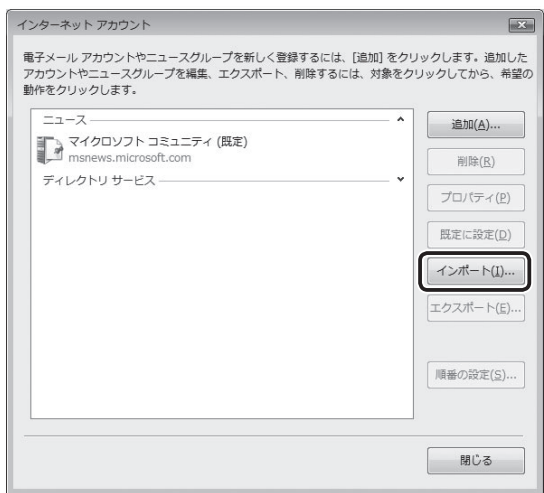 インターネット アカウント
電子メール アカウントやニュースグループを新しく登録するには、[追加] をクリックします。追加した
アカウントやニュースグループを編集、エクスポート、削除するには、対象をクリックしてから、希望の
動作をクリックします。
ニュース
マイクロソフト コミュニティ (既定)
msnews.microsoft.com
ディレクトリ サービス
追加(A)...
削除(R)
プロパティ(P)
既定に設定(D)
インポート(I)...
エクスポート(E)...
順番の設定(S)...
閉じる